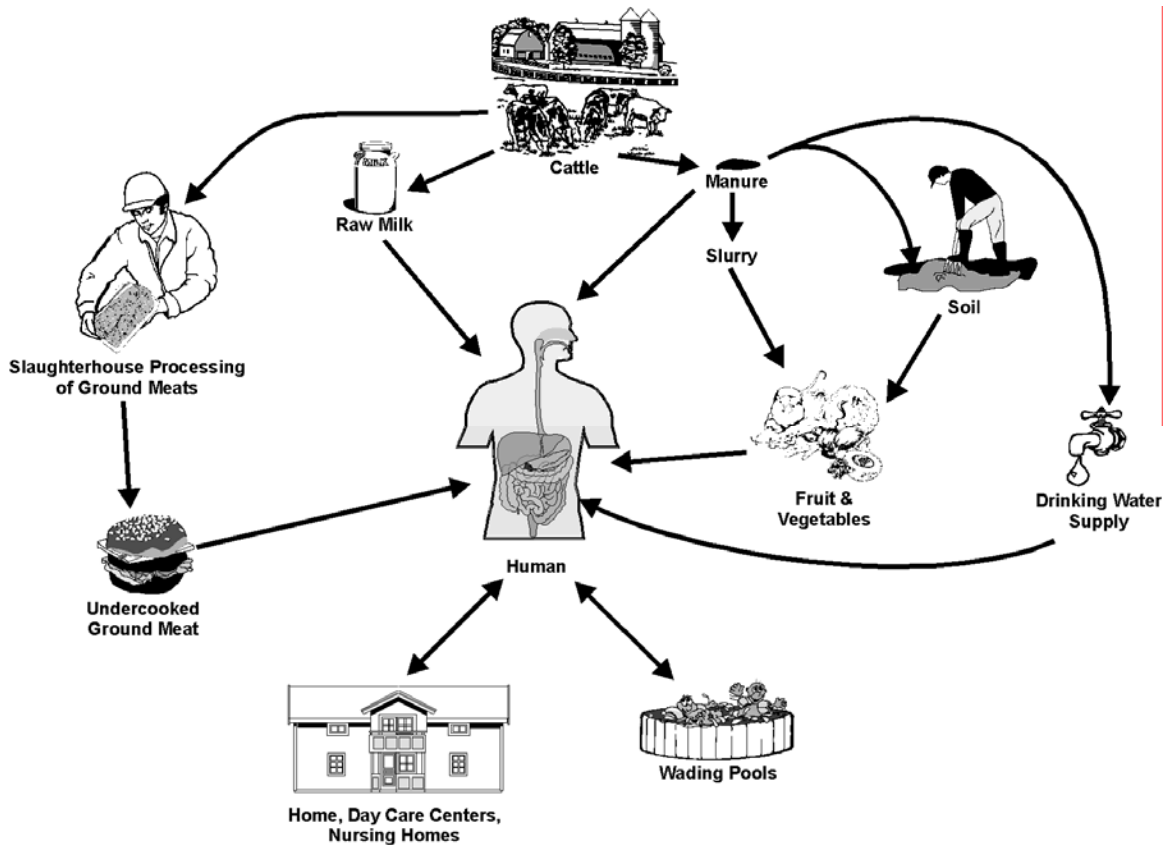 Cattle
MILK
Raw Milk
Manure
Slurry
Soil
Slaughterhouse Processing
of Ground Meats
Fruit &
Vegetables
Drinking Water
Supply
Human
Undercooked
Ground Meat
Wading Pools
Home, Day Care Centers,
Nursing Homes